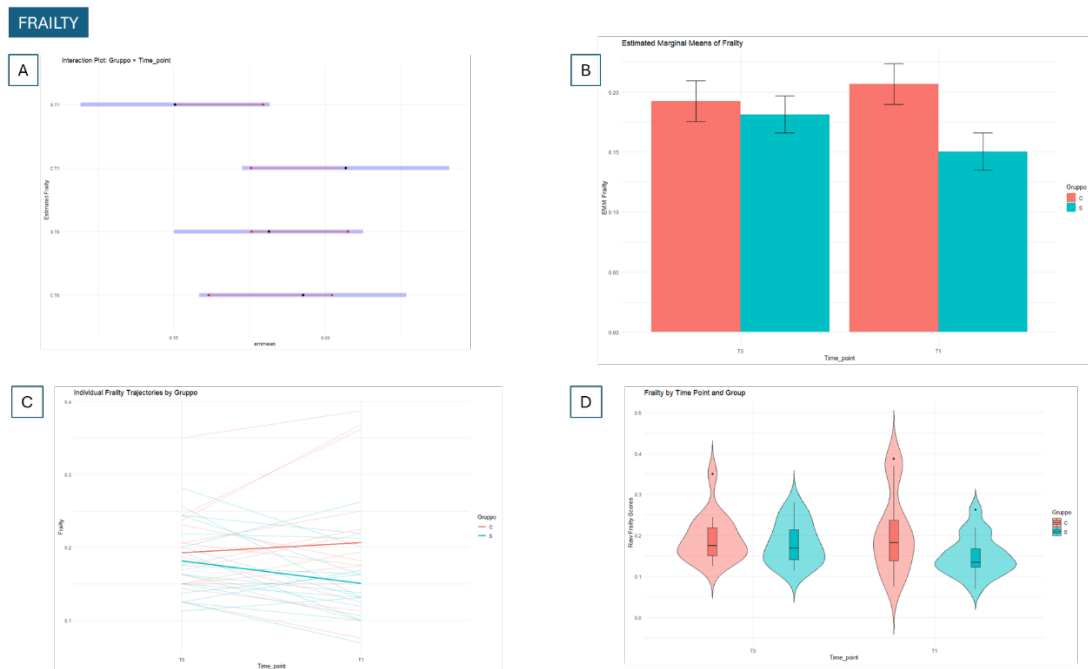 FRAILTY
A
Interaction Plot: Gruppo × Time_point
Estimated Frailty
S T1
C T1
S T0
C T0
0.15
0.20
emmean
B
Estimated Marginal Means of Frailty
EMM Frailty
0.20
0.15
0.10
0.05
0.00
T0
T1
Time_point
Gruppo
C
S
C
Individual Frailty Trajectories by Gruppo
Frailty
0.4
0.3
0.2
0.1
T0
T1
Time_point
Gruppo
C
S
D
Frailty by Time Point and Group
Raw Frailty Scores
0.5
0.4
0.3
0.2
0.1
0.0
T0
T1
Time_point
Gruppo
C
S